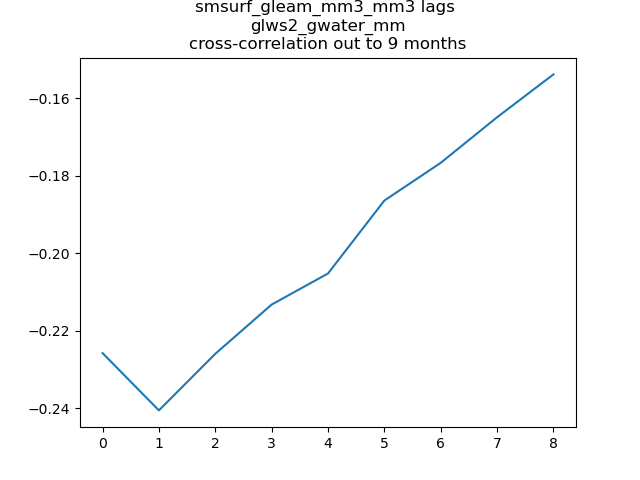 smsurf_gleam_mm3_mm3 lags
glws2_gwater_mm
cross-correlation out to 9 months
−0.16
−0.18
−0.20
−0.22
−0.24
0 1 2 3 4 5 6 7 8